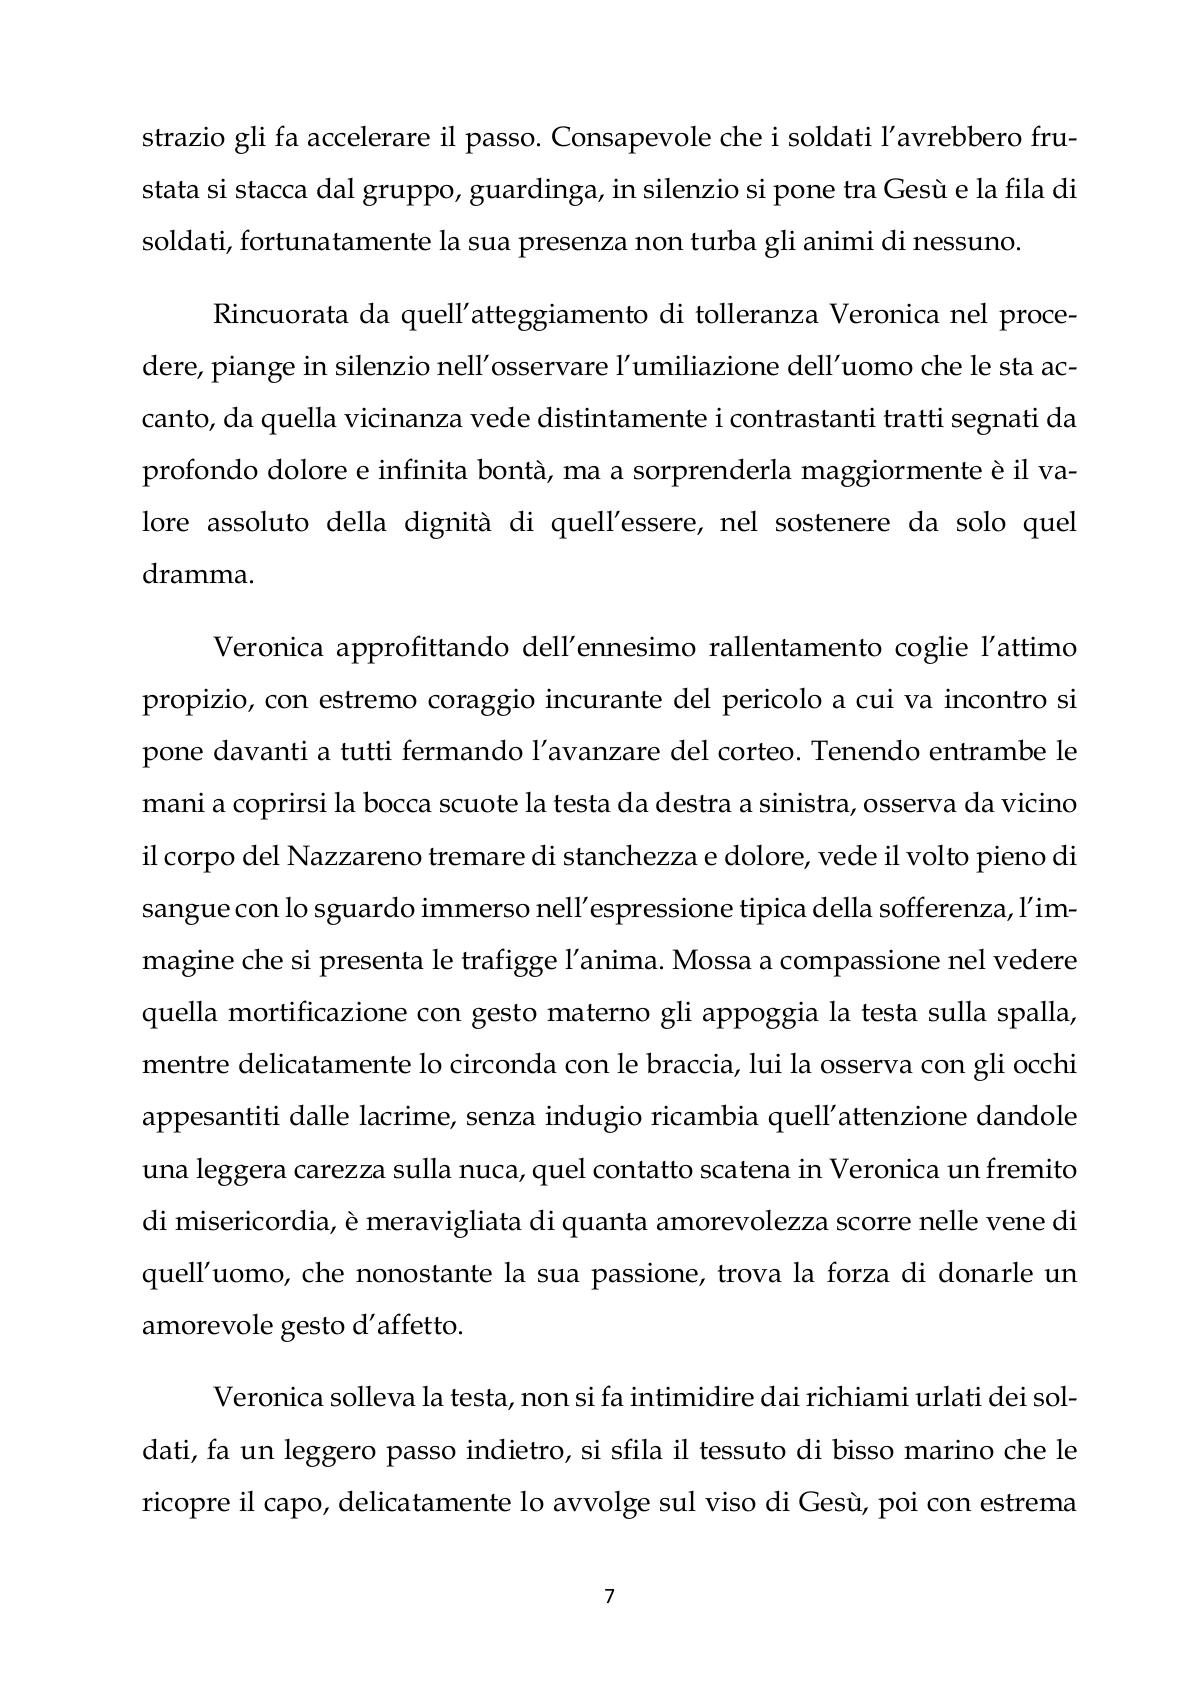 strazio gli fa accelerare il passo. Consapevole che i soldati l’avrebbero fru-
stata si stacca dal gruppo, guardinga, in silenzio si pone tra Gesù e la fila di
soldati, fortunatamente la sua presenza non turba gli animi di nessuno.
Rincuorata da quell’atteggiamento di tolleranza Veronica nel proce-
dere, piange in silenzio nell’osservare l’umiliazione dell’uomo che le sta ac-
canto, da quella vicinanza vede distintamente i contrastanti tratti segnati da
profondo dolore e infinita bontà, ma a sorprenderla maggiormente è il va-
lore assoluto della dignità di quell’essere, nel sostenere da solo quel
dramma.
Veronica approfittando dell’ennesimo rallentamento coglie l’attimo
propizio, con estremo coraggio incurante del pericolo a cui va incontro si
pone davanti a tutti fermando l’avanzare del corteo. Tenendo entrambe le
mani a coprirsi la bocca scuote la testa da destra a sinistra, osserva da vicino
il corpo del Nazzareno tremare di stanchezza e dolore, vede il volto pieno di
sangue con lo sguardo immerso nell’espressione tipica della sofferenza, l’im-
magine che si presenta le trafigge l’anima. Mossa a compassione nel vedere
quella mortificazione con gesto materno gli appoggia la testa sulla spalla,
mentre delicatamente lo circonda con le braccia, lui la osserva con gli occhi
appesantiti dalle lacrime, senza indugio ricambia quell’attenzione dandole
una leggera carezza sulla nuca, quel contatto scatena in Veronica un fremito
di misericordia, è meravigliata di quanta amorevolezza scorre nelle vene di
quell’uomo, che nonostante la sua passione, trova la forza di donarle un
amorevole gesto d’affetto.
Veronica solleva la testa, non si fa intimidire dai richiami urlati dei sol-
dati, fa un leggero passo indietro, si sfila il tessuto di bisso marino che le
ricopre il capo, delicatamente lo avvolge sul viso di Gesù, poi con estrema
7